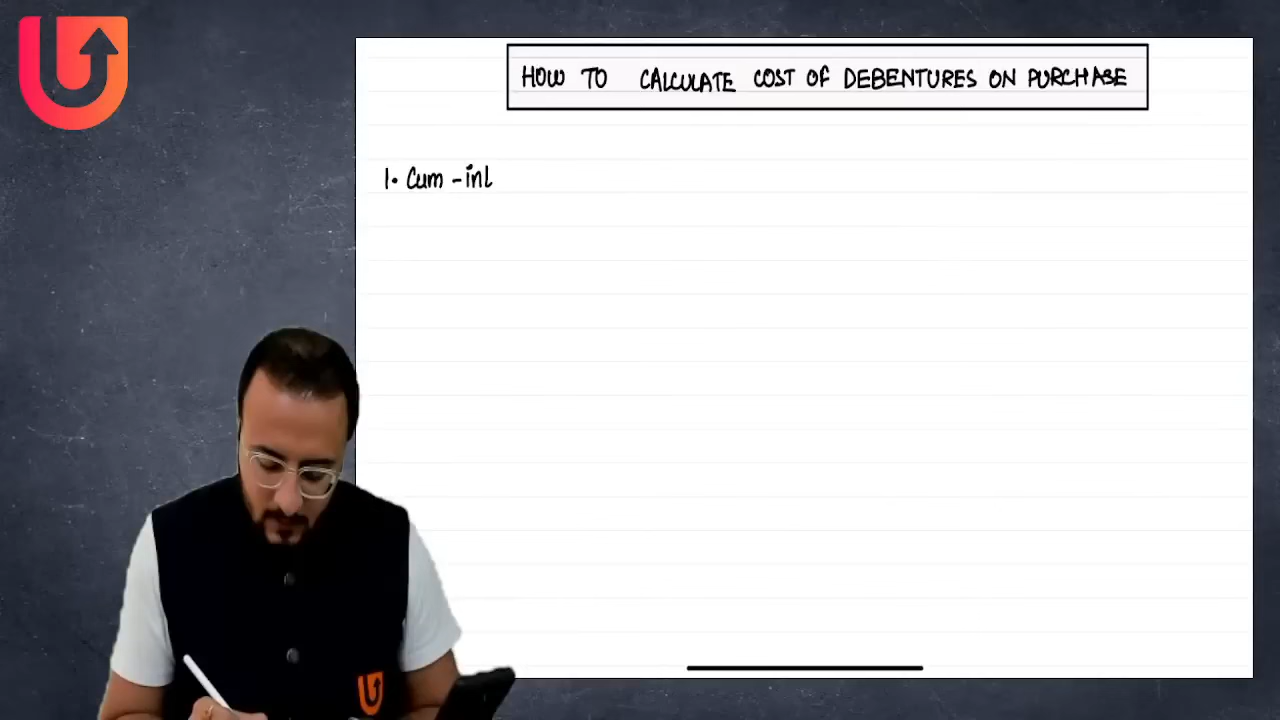 HOW TO CALCULATE COST OF DEBENTURES ON PURCHASE
1. Cum - inl